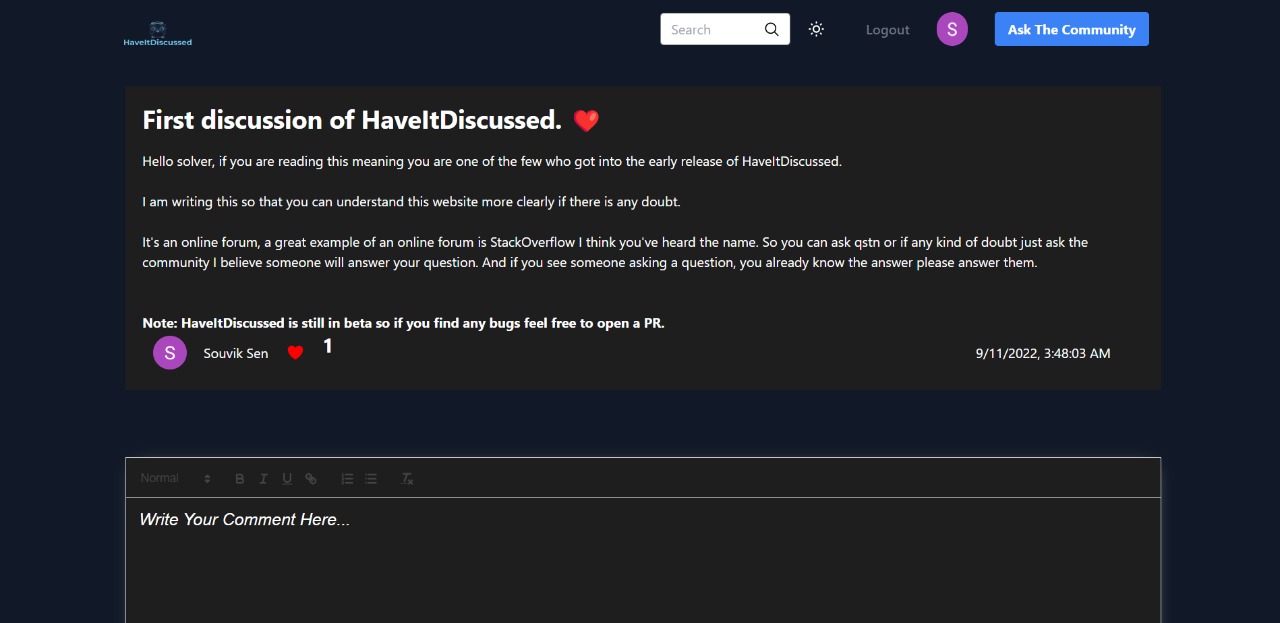 HaveItDiscussed
Search
Logout
S
Ask The Community
First discussion of HaveItDiscussed. ❤️
Hello solver, if you are reading this meaning you are one of the few who got into the early release of HaveItDiscussed.
I am writing this so that you can understand this website more clearly if there is any doubt.
It's an online forum, a great example of an online forum is StackOverflow I think you've heard the name. So you can ask qstn or if any kind of doubt just ask the
community I believe someone will answer your question. And if you see someone asking a question, you already know the answer please answer them.
Note: HaveItDiscussed is still in beta so if you find any bugs feel free to open a PR.
S
Souvik Sen
1
9/11/2022, 3:48:03 AM
Normal
Write Your Comment Here...